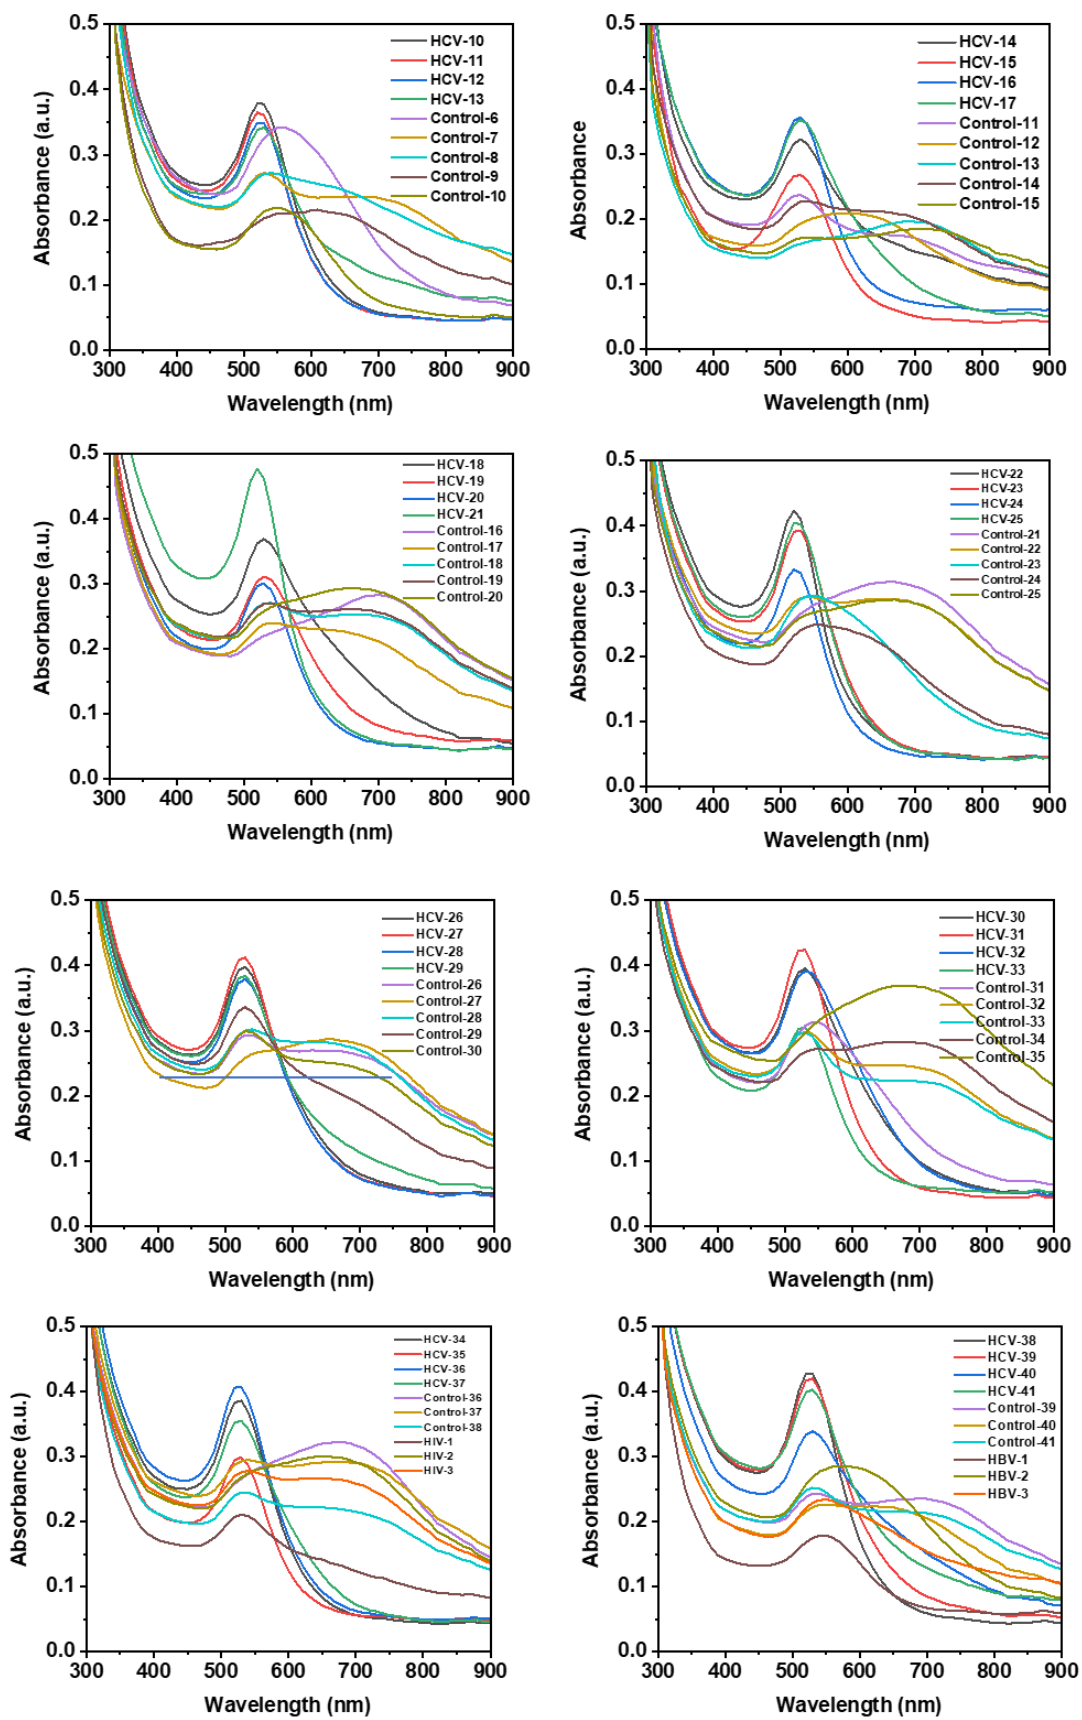 0.5
0.4
0.3
0.2
0.1
0.0
300 400 500 600 700 800 900
Absorbance (a.u.)
Wavelength (nm)
HCV-10
HCV-11
HCV-12
HCV-13
Control-6
Control-7
Control-8
Control-9
Control-10
0.5
0.4
0.3
0.2
0.1
0.0
300 400 500 600 700 800 900
Absorbance
Wavelength (nm)
HCV-14
HCV-15
HCV-16
HCV-17
Control-11
Control-12
Control-13
Control-14
Control-15
0.5
0.4
0.3
0.2
0.1
0.0
300 400 500 600 700 800 900
Absorbance (a.u.)
Wavelength (nm)
HCV-18
HCV-19
HCV-20
HCV-21
Control-16
Control-17
Control-18
Control-19
Control-20
0.5
0.4
0.3
0.2
0.1
0.0
300 400 500 600 700 800 900
Absorbance (a.u.)
Wavelength (nm)
HCV-22
HCV-23
HCV-24
HCV-25
Control-21
Control-22
Control-23
Control-24
Control-25
0.5
0.4
0.3
0.2
0.1
0.0
300 400 500 600 700 800 900
Absorbance (a.u.)
Wavelength (nm)
HCV-26
HCV-27
HCV-28
HCV-29
Control-26
Control-27
Control-28
Control-29
Control-30
0.5
0.4
0.3
0.2
0.1
0.0
300 400 500 600 700 800 900
Absorbance (a.u.)
Wavelength (nm)
HCV-30
HCV-31
HCV-32
HCV-33
Control-31
Control-32
Control-33
Control-34
Control-35
0.5
0.4
0.3
0.2
0.1
0.0
300 400 500 600 700 800 900
Absorbance (a.u.)
Wavelength (nm)
HCV-34
HCV-35
HCV-36
HCV-37
Control-36
Control-37
Control-38
HIV-1
HIV-2
HIV-3
0.5
0.4
0.3
0.2
0.1
0.0
300 400 500 600 700 800 900
Absorbance (a.u.)
Wavelength (nm)
HCV-38
HCV-39
HCV-40
HCV-41
Control-39
Control-40
Control-41
HBV-1
HBV-2
HBV-3